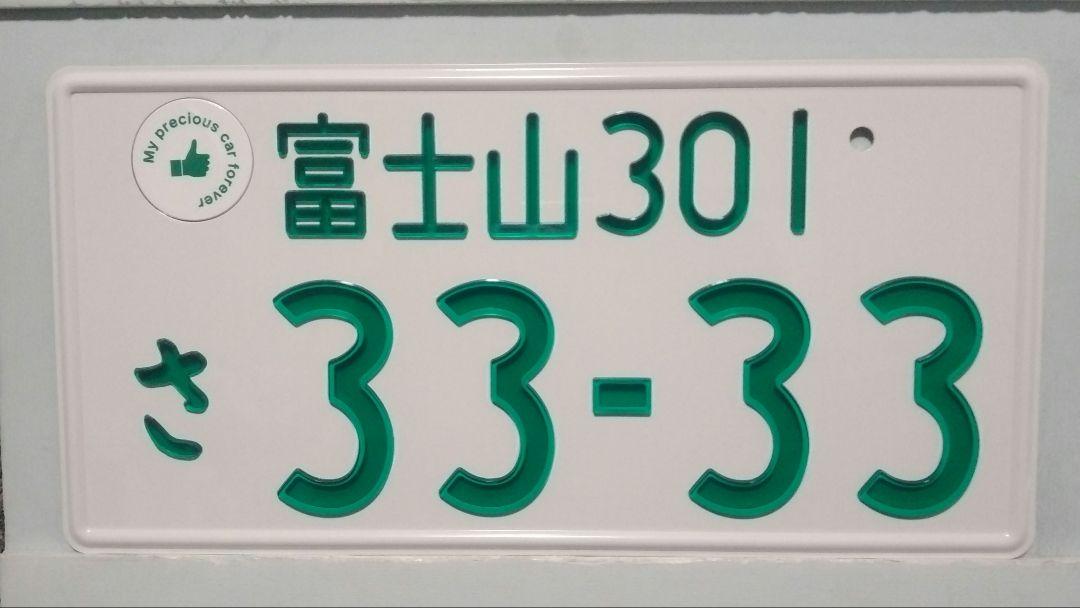 My precious car forever
富士山301
さ 33-33